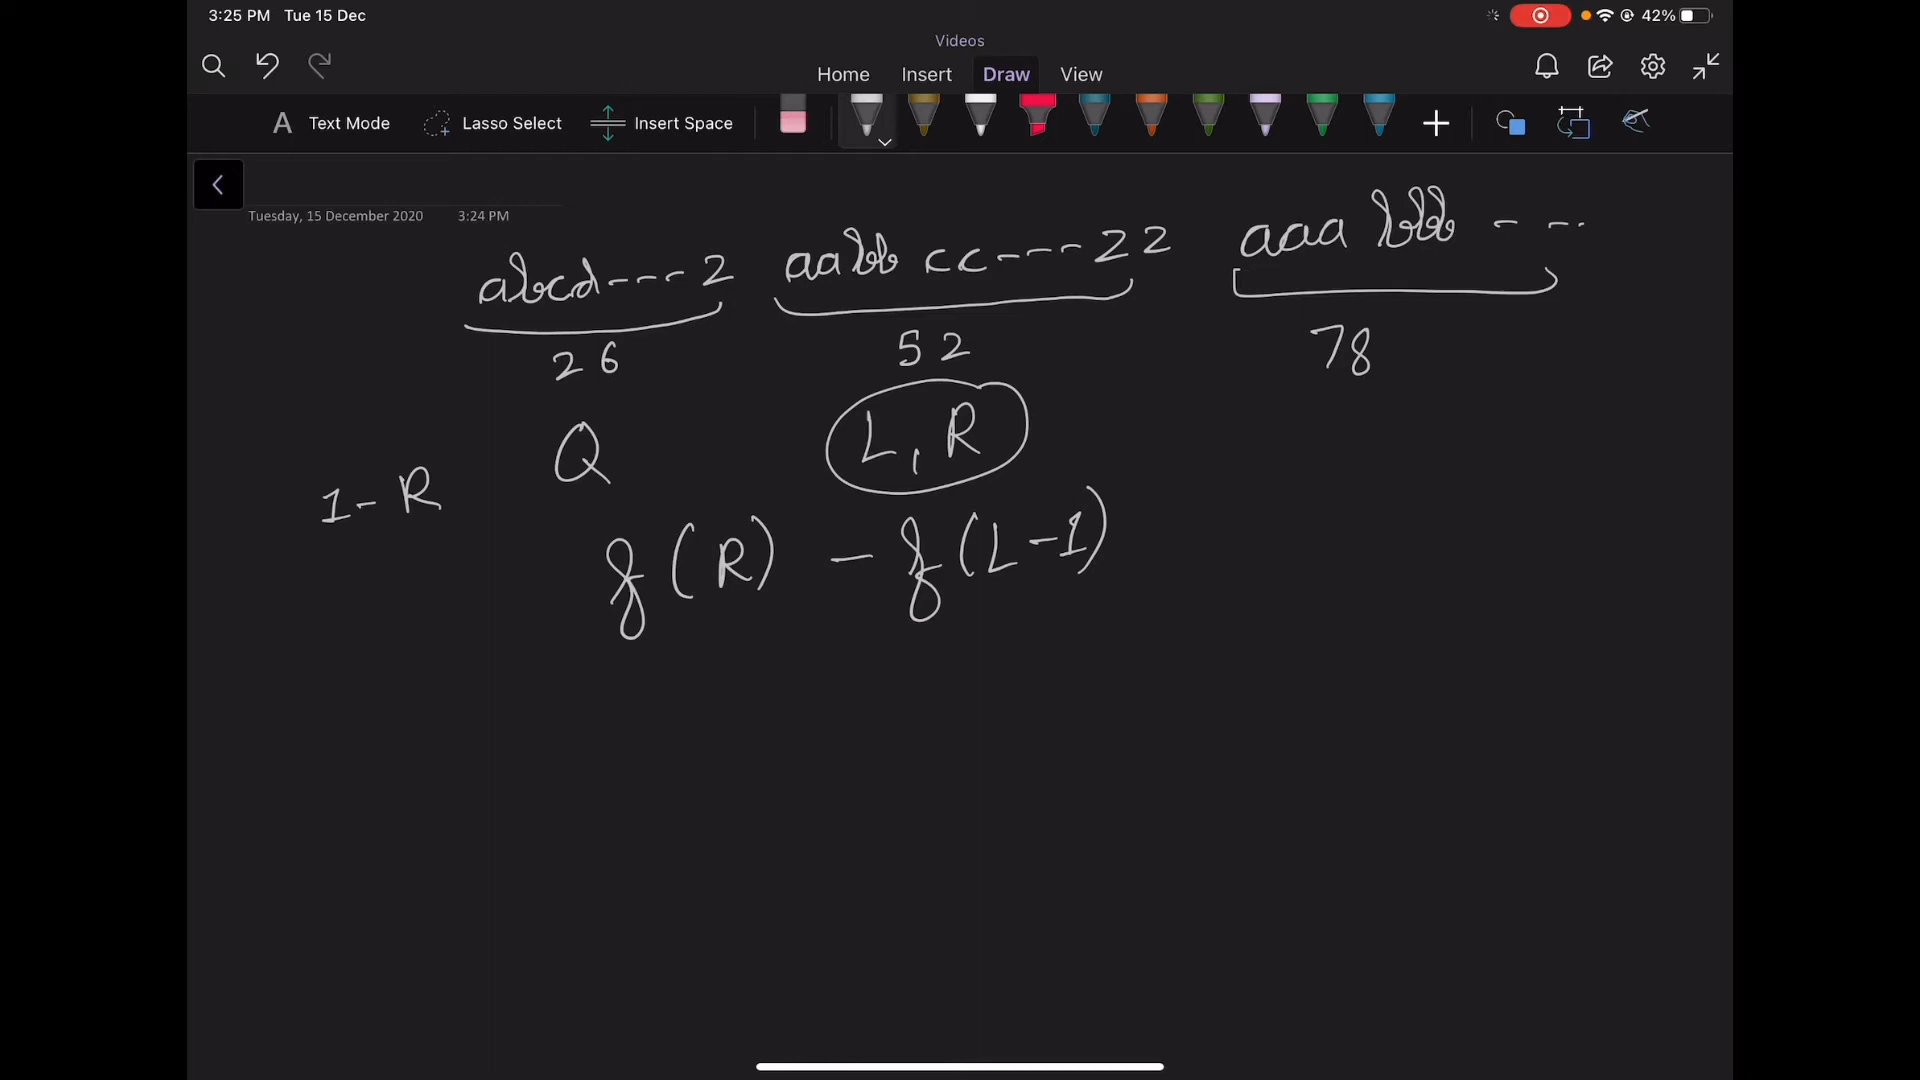 3:25 PM Tue 15 Dec 42%
Videos
Home Insert Draw View
A Text Mode Lasso Select Insert Space
Tuesday, 15 December 2020 3:24 PM
abcd---z aabb cc---zz aaa bbb - -..
26 52 78
Q L, R
1-R
f(R) - f(L-1)